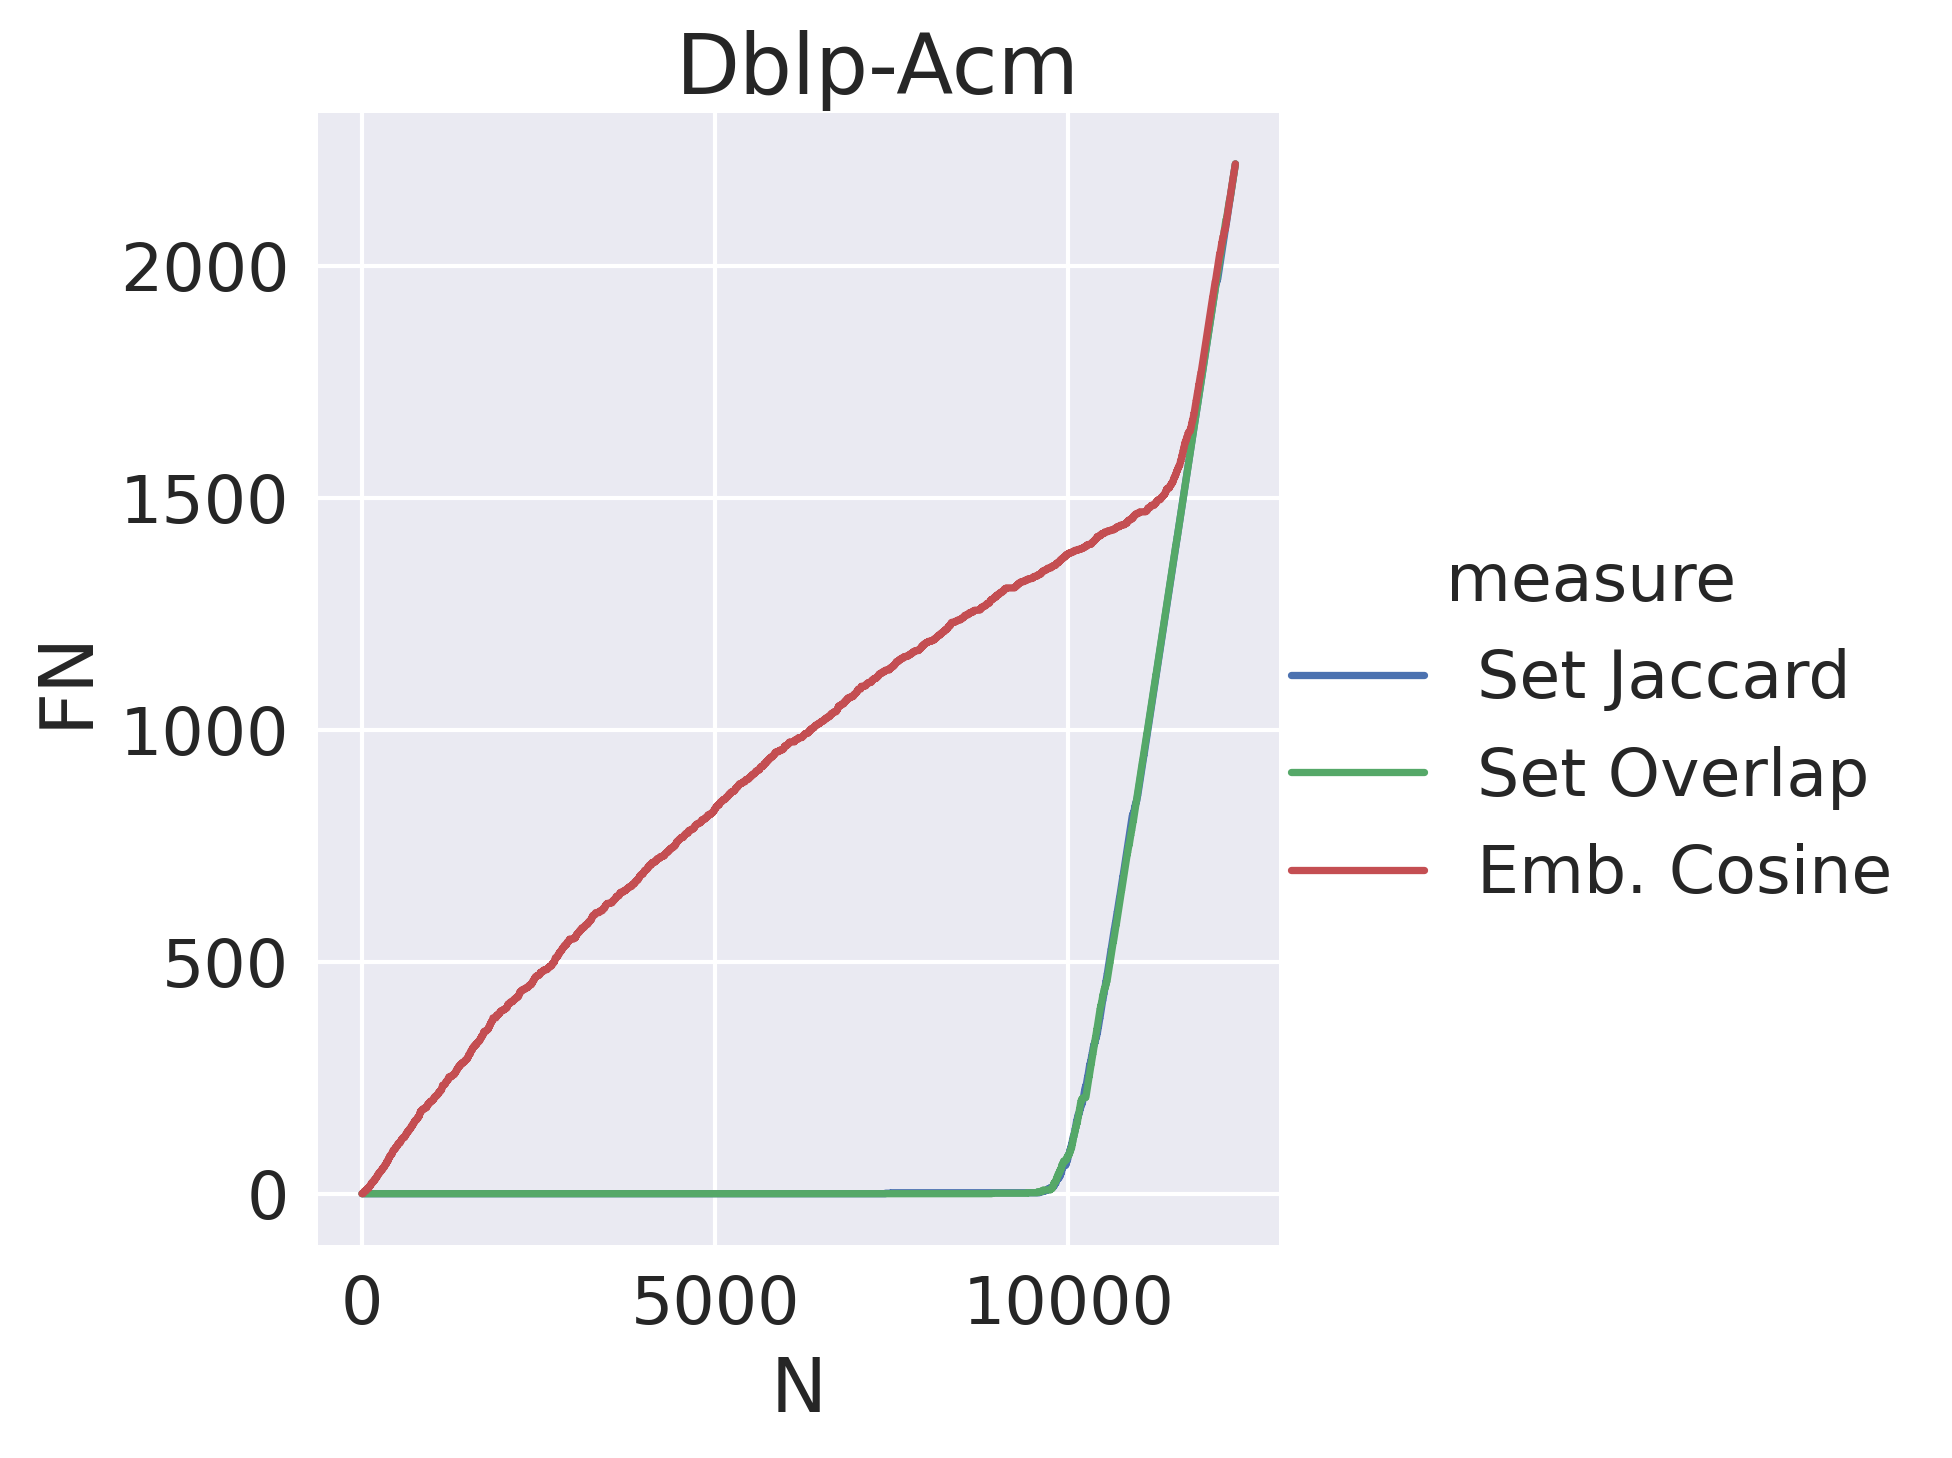 Dblp-Acm
FN
2000
1500
1000
500
0
0 5000 10000
N
measure
Set Jaccard
Set Overlap
Emb. Cosine